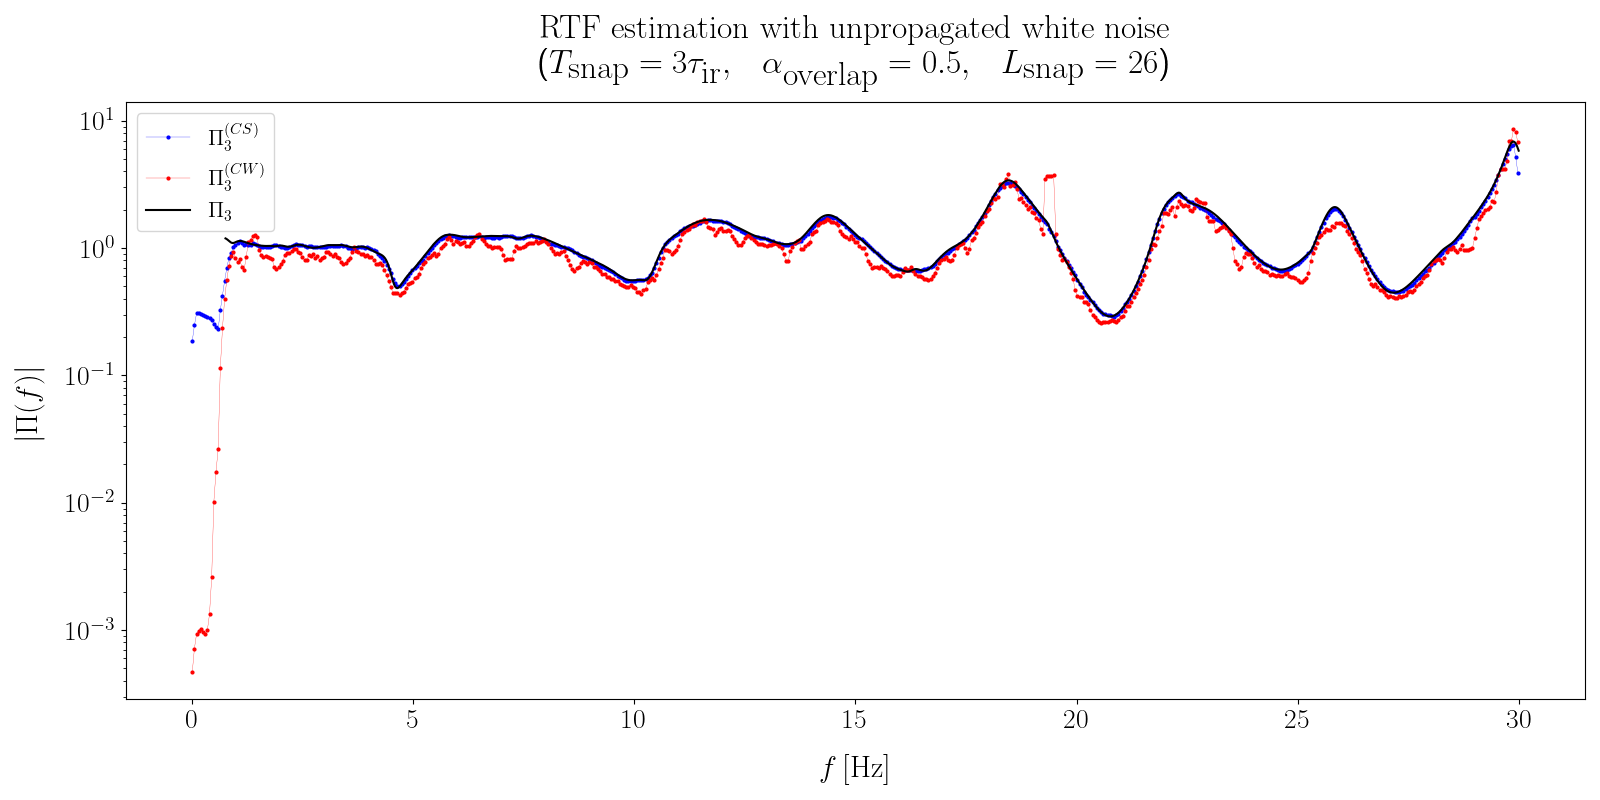 RTF estimation with unpropagated white noise
(T_snap = 3τ_ir, α_overlap = 0.5, L_snap = 26)
10^1
10^0
10^−1
10^−2
10^−3
|Π(f)|
Π_3^(CS)
Π_3^(CW)
Π_3
0 5 10 15 20 25 30
f [Hz]